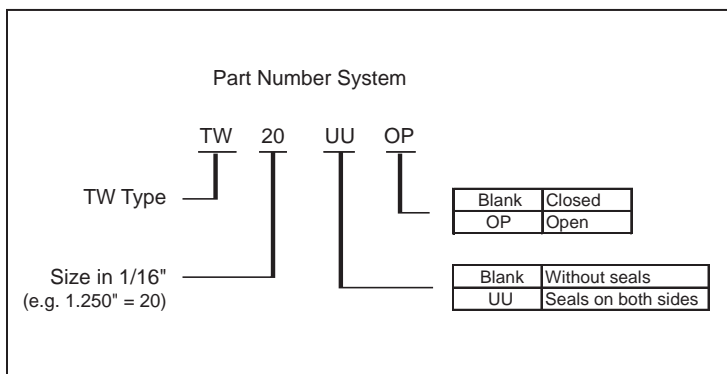 Part Number System
TW 20 UU OP
TW Type
Blank Closed
OP Open
Size in 1/16"
(e.g. 1.250" = 20)
Blank Without seals
UU Seals on both sides